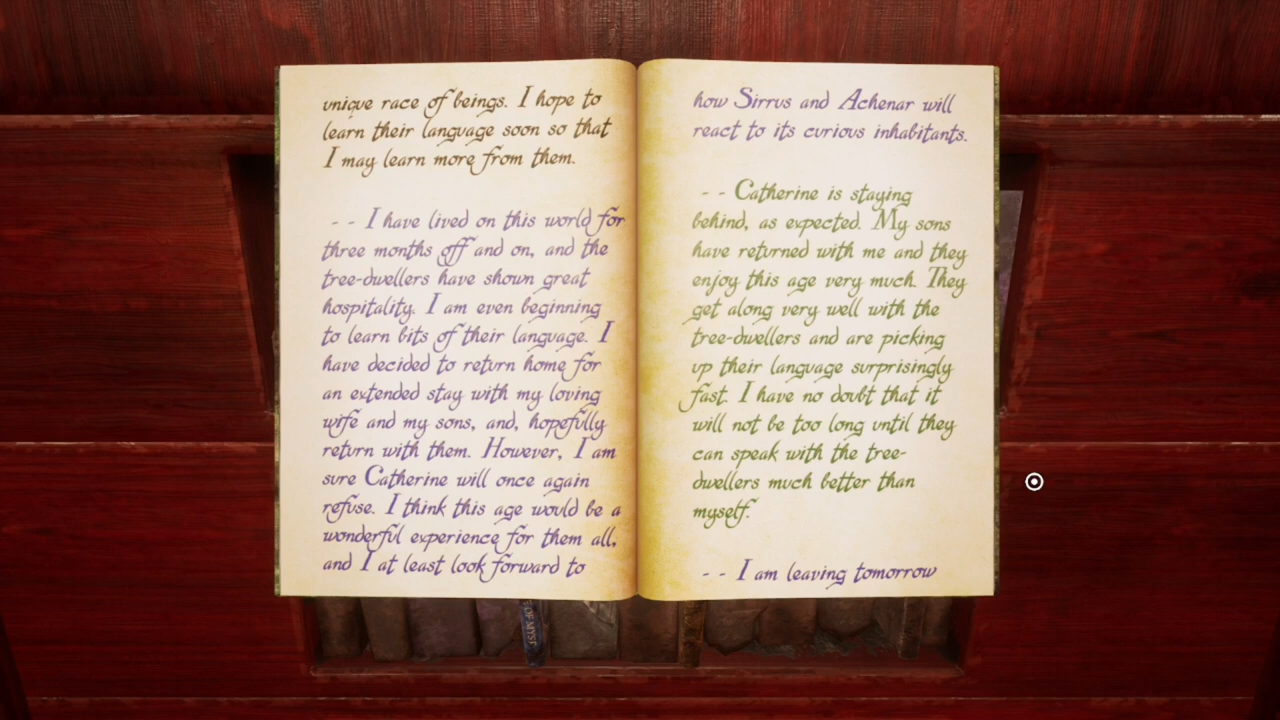 unique race of beings. I hope to
learn their language soon so that
I may learn more from them.
- - I have lived on this world for
three months off and on, and the
tree-dwellers have shown great
hospitality. I am even beginning
to learn bits of their language. I
have decided to return home for
an extended stay with my loving
wife and my sons, and, hopefully
return with them. However, I am
sure Catherine will once again
refuse. I think this age would be a
wonderful experience for them all,
and I at least look forward to
how Sirrus and Achenar will
react to its curious inhabitants.
- - Catherine is staying
behind, as expected. My sons
have returned with me and they
enjoy this age very much. They
get along very well with the
tree-dwellers and are picking
up their language surprisingly
fast. I have no doubt that it
will not be too long until they
can speak with the tree-
dwellers much better than
myself.
- - I am leaving tomorrow
OF MYST